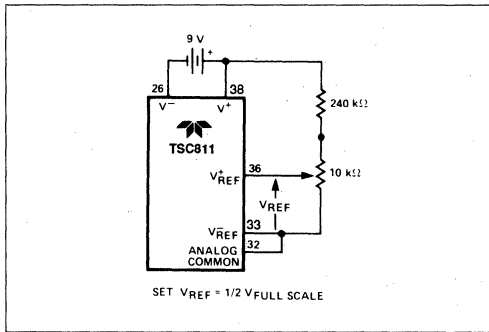 9 V
+
26
38
V−
V+
240 kΩ
TSC811
36
V+REF
10 kΩ
VREF
V−REF
33
32
ANALOG
COMMON
SET VREF = 1/2 VFULL SCALE